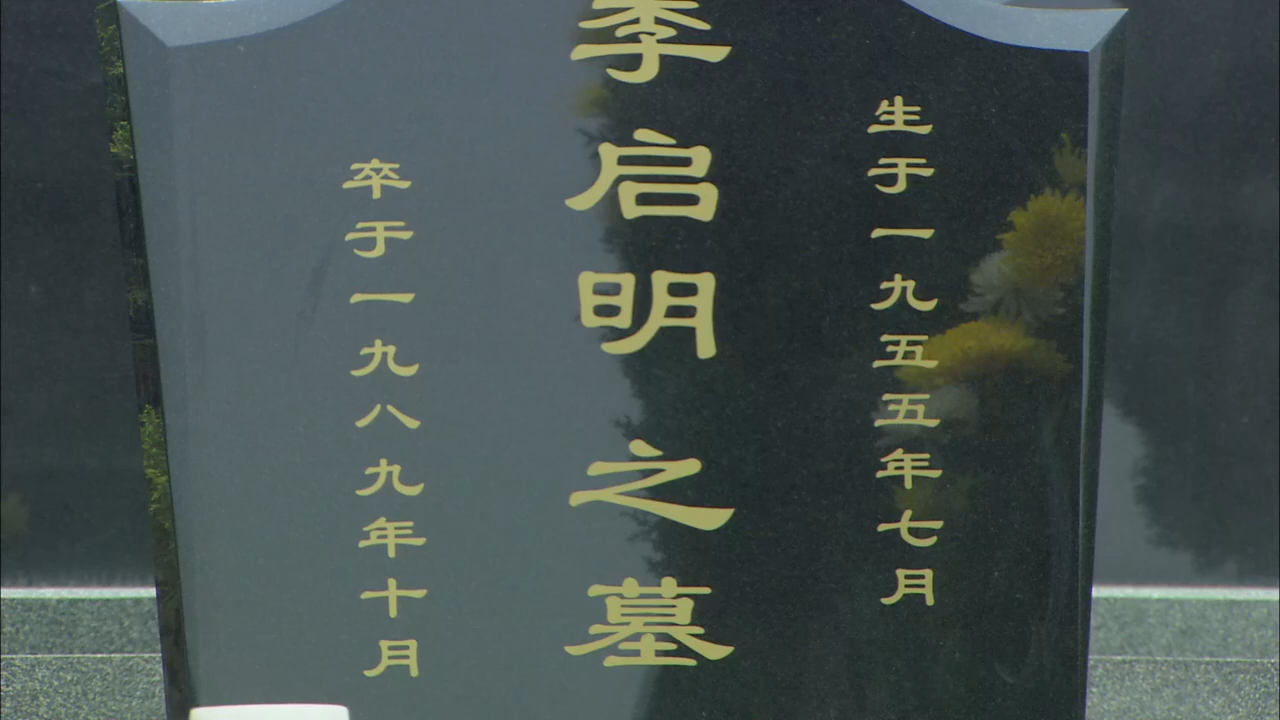 生于一九五五年七月
李启明之墓
卒于一九八九年十月